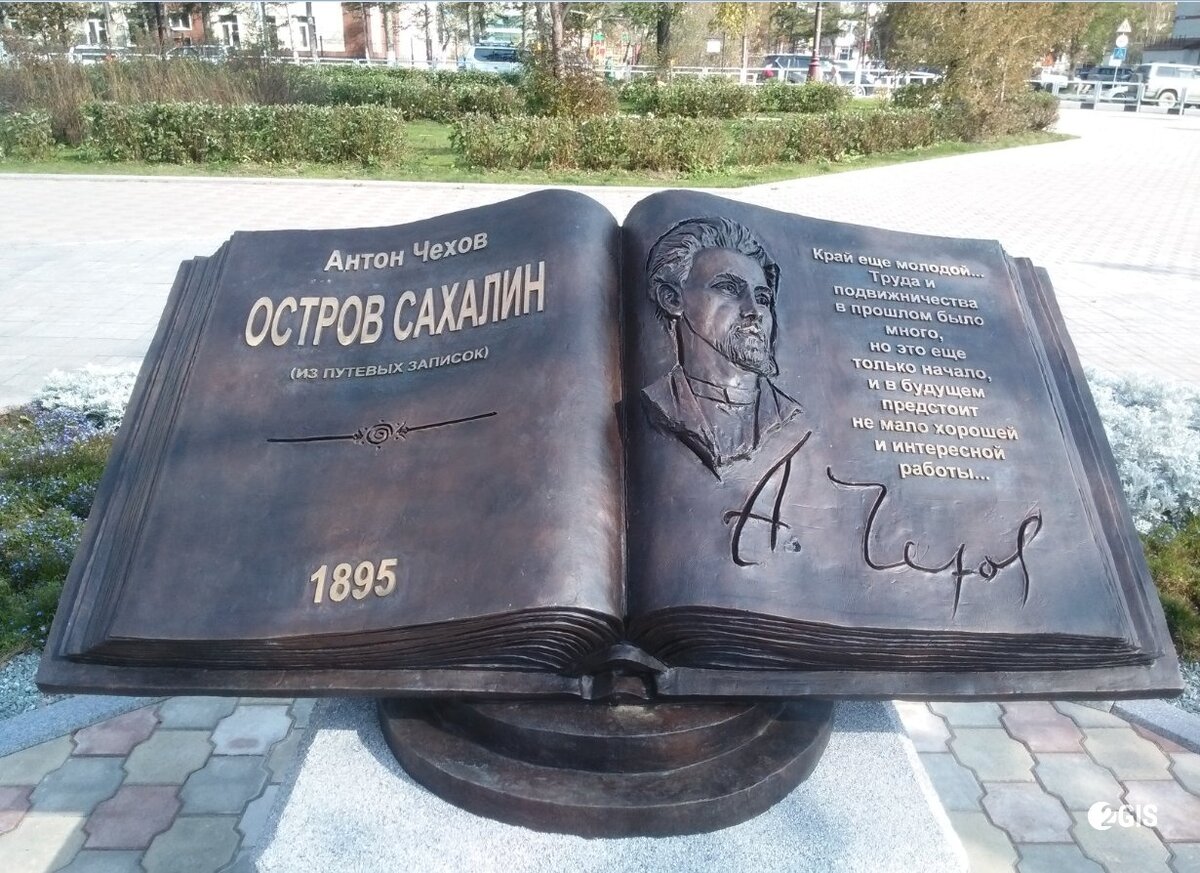 Антон Чехов
ОСТРОВ САХАЛИН
(ИЗ ПУТЕВЫХ ЗАПИСОК)
1895
Край еще молодой...
Труда и
подвижничества
в прошлом было
много,
но это еще
только начало,
и в будущем
предстоит
не мало хорошей
и интересной
работы...
А. Чехов
2GIS